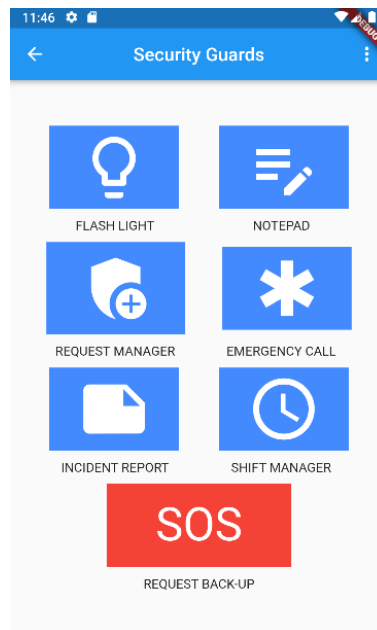 11:46
DEBUG
Security Guards
FLASH LIGHT
NOTEPAD
REQUEST MANAGER
EMERGENCY CALL
INCIDENT REPORT
SHIFT MANAGER
SOS
REQUEST BACK-UP